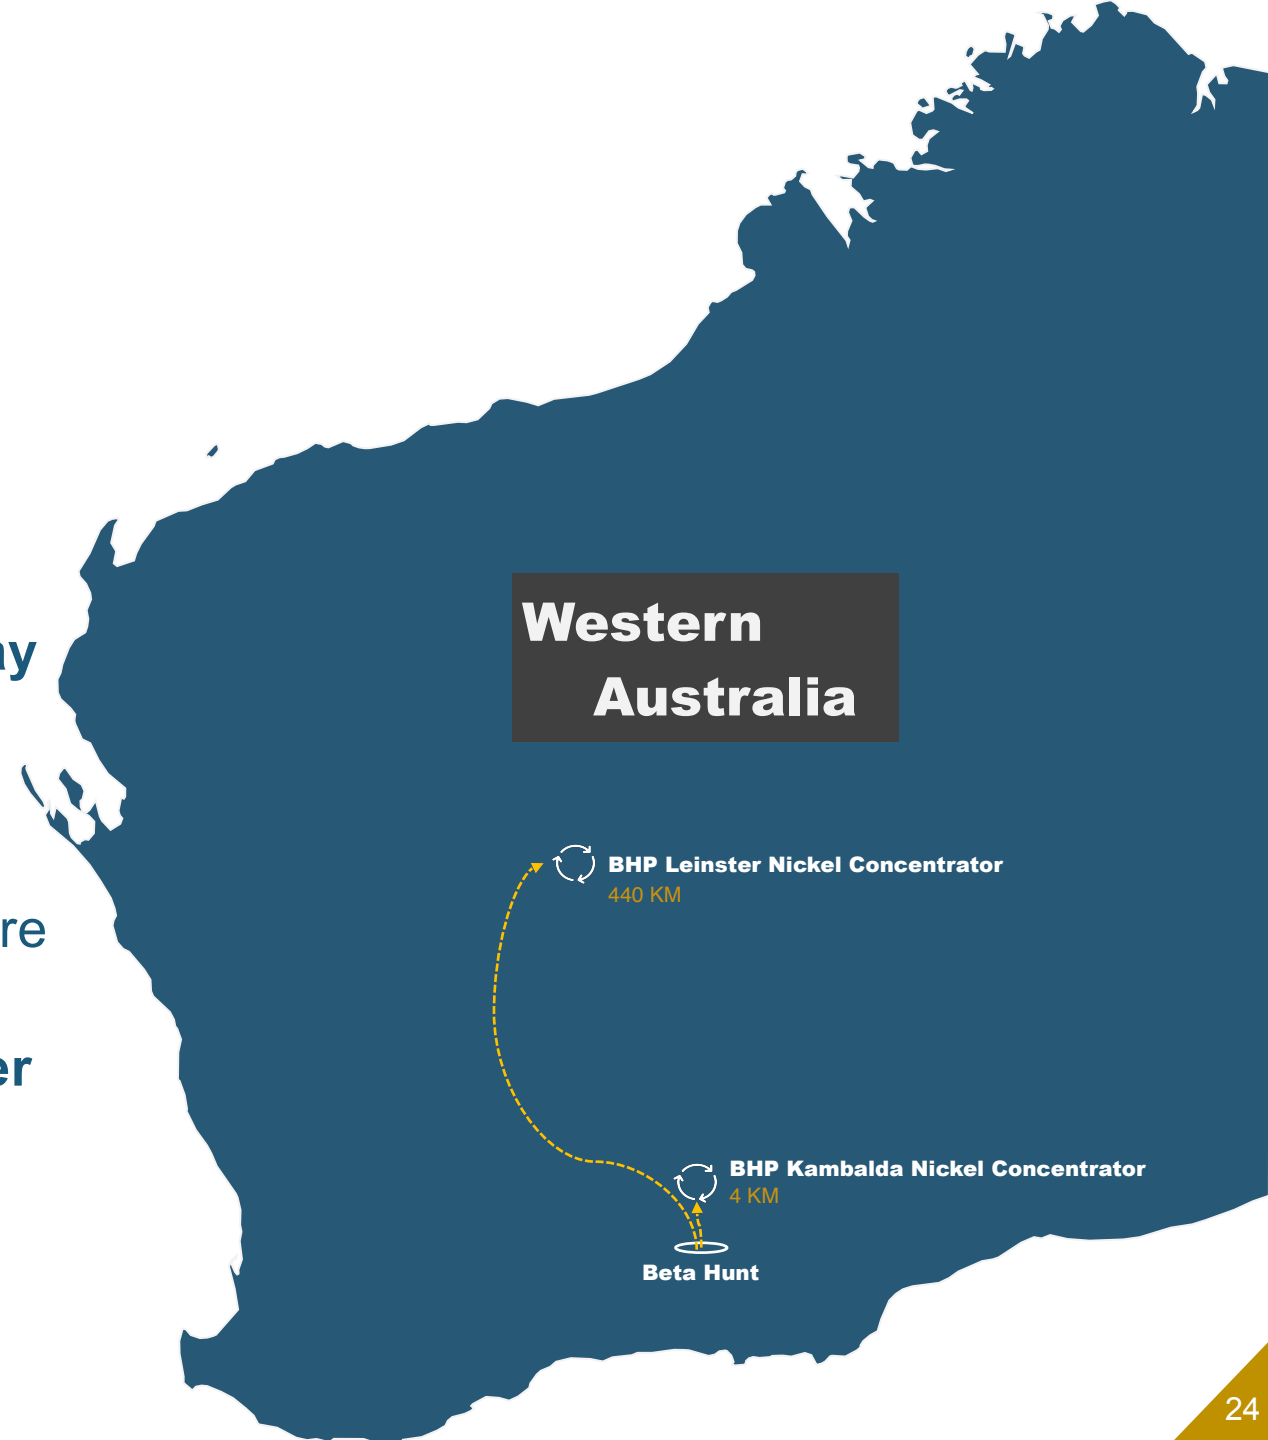 Western
Australia
BHP Leinster Nickel Concentrator
440 KM
BHP Kambalda Nickel Concentrator
4 KM
Beta Hunt
24